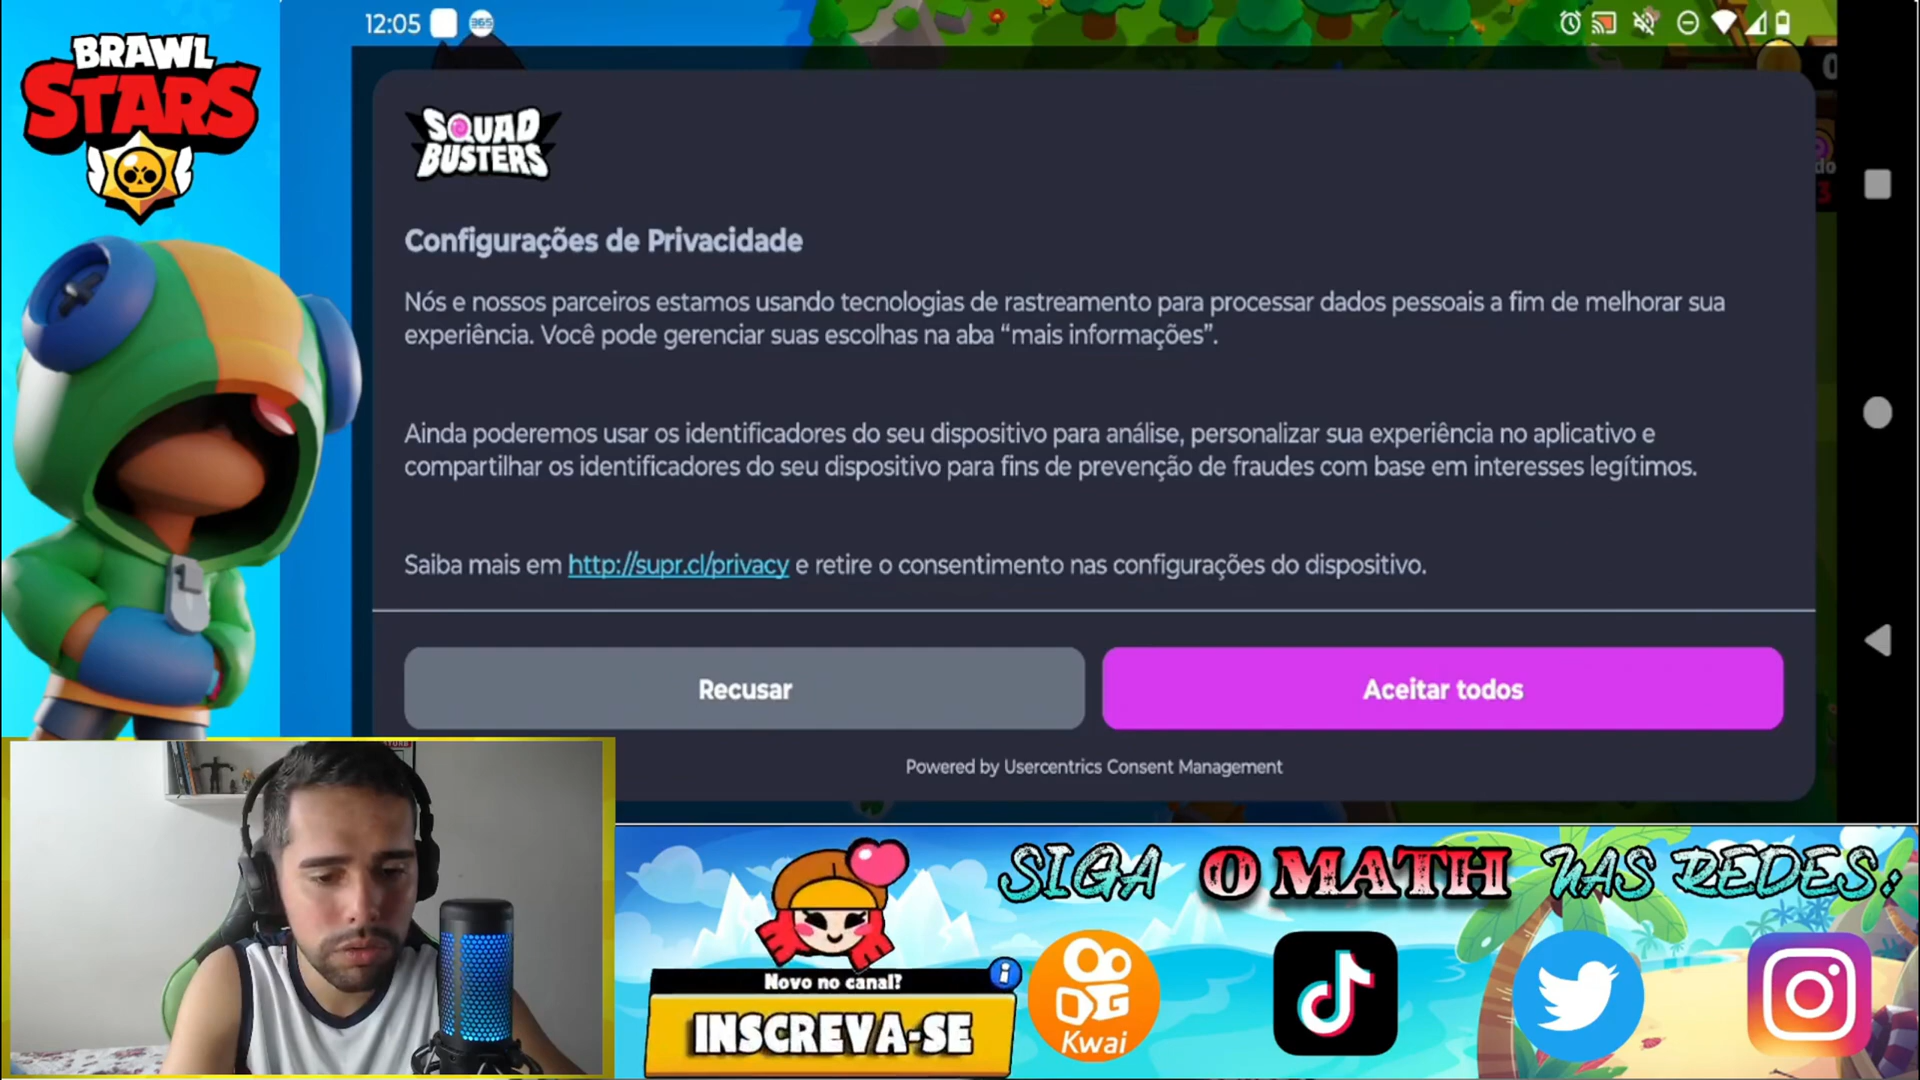 BRAWL
STARS
12:05
365
SQUAD
BUSTERS
Configurações de Privacidade
Nós e nossos parceiros estamos usando tecnologias de rastreamento para processar dados pessoais a fim de melhorar sua
experiência. Você pode gerenciar suas escolhas na aba “mais informações”.
Ainda poderemos usar os identificadores do seu dispositivo para análise, personalizar sua experiência no aplicativo e
compartilhar os identificadores do seu dispositivo para fins de prevenção de fraudes com base em interesses legítimos.
Saiba mais em http://supr.cl/privacy e retire o consentimento nas configurações do dispositivo.
Recusar
Aceitar todos
Powered by Usercentrics Consent Management
SIGA O MATH NAS REDES:
Novo no canal?
INSCREVA-SE
Kwai